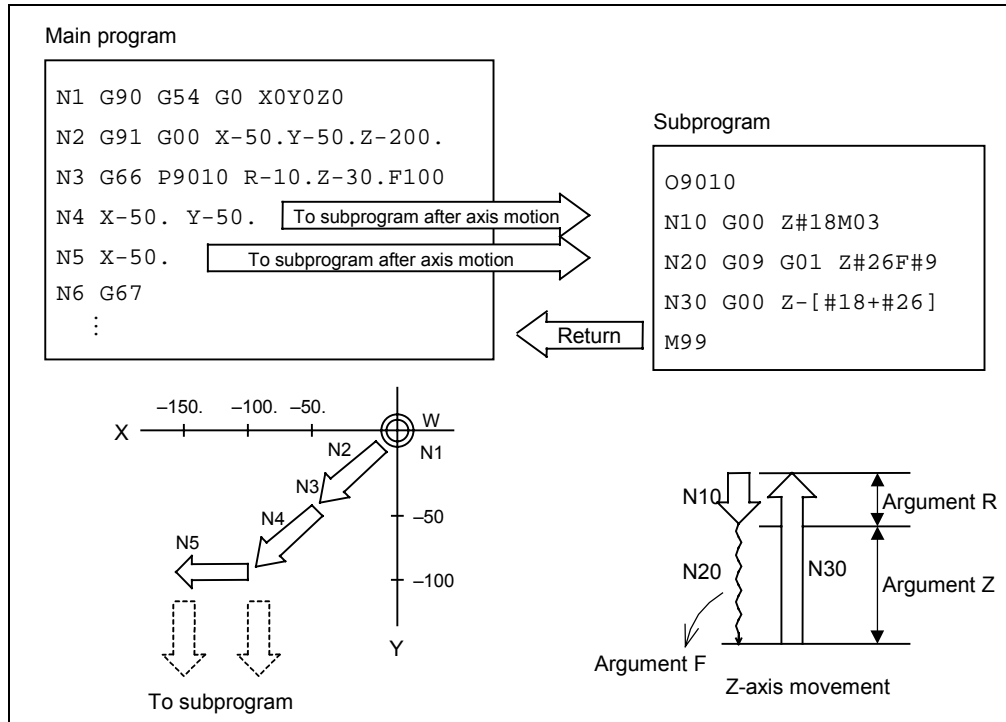 Main program
N1 G90 G54 G0 X0Y0Z0
N2 G91 G00 X-50.Y-50.Z-200.
N3 G66 P9010 R-10.Z-30.F100
N4 X-50. Y-50.
To subprogram after axis motion
N5 X-50.
To subprogram after axis motion
N6 G67
⋮
Subprogram
O9010
N10 G00 Z#18M03
N20 G09 G01 Z#26F#9
N30 G00 Z-[#18+#26]
M99
Return
–150. –100. –50.
X
W
N1
N2
N3
N4
N5
–50
–100
Y
To subprogram
N10
N20
N30
Argument R
Argument Z
Argument F
Z-axis movement